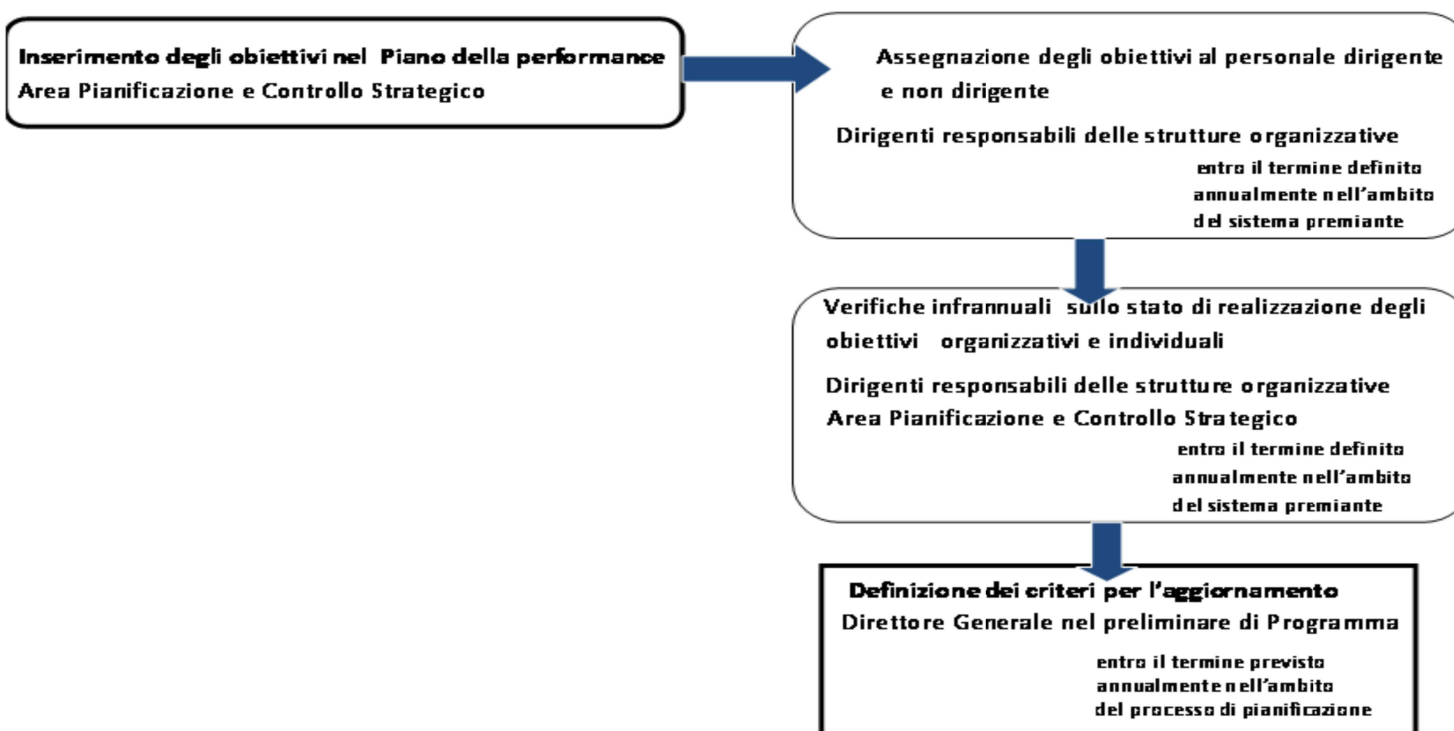 Inserimento degli obiettivi nel Piano della performance
Area Pianificazione e Controllo Strategico
Assegnazione degli obiettivi al personale dirigente
e non dirigente
Dirigenti responsabili delle strutture organizzative
entro il termine definito
annualmente nell'ambito
del sistema premiante
Verifiche infrannuali sullo stato di realizzazione degli
obiettivi organizzativi e individuali
Dirigenti responsabili delle strutture organizzative
Area Pianificazione e Controllo Strategico
entro il termine definito
annualmente nell'ambito
del sistema premiante
Definizione dei criteri per l'aggiornamento
Direttore Generale nel preliminare di Programma
entro il termine previsto
annualmente nell'ambito
del processo di pianificazione